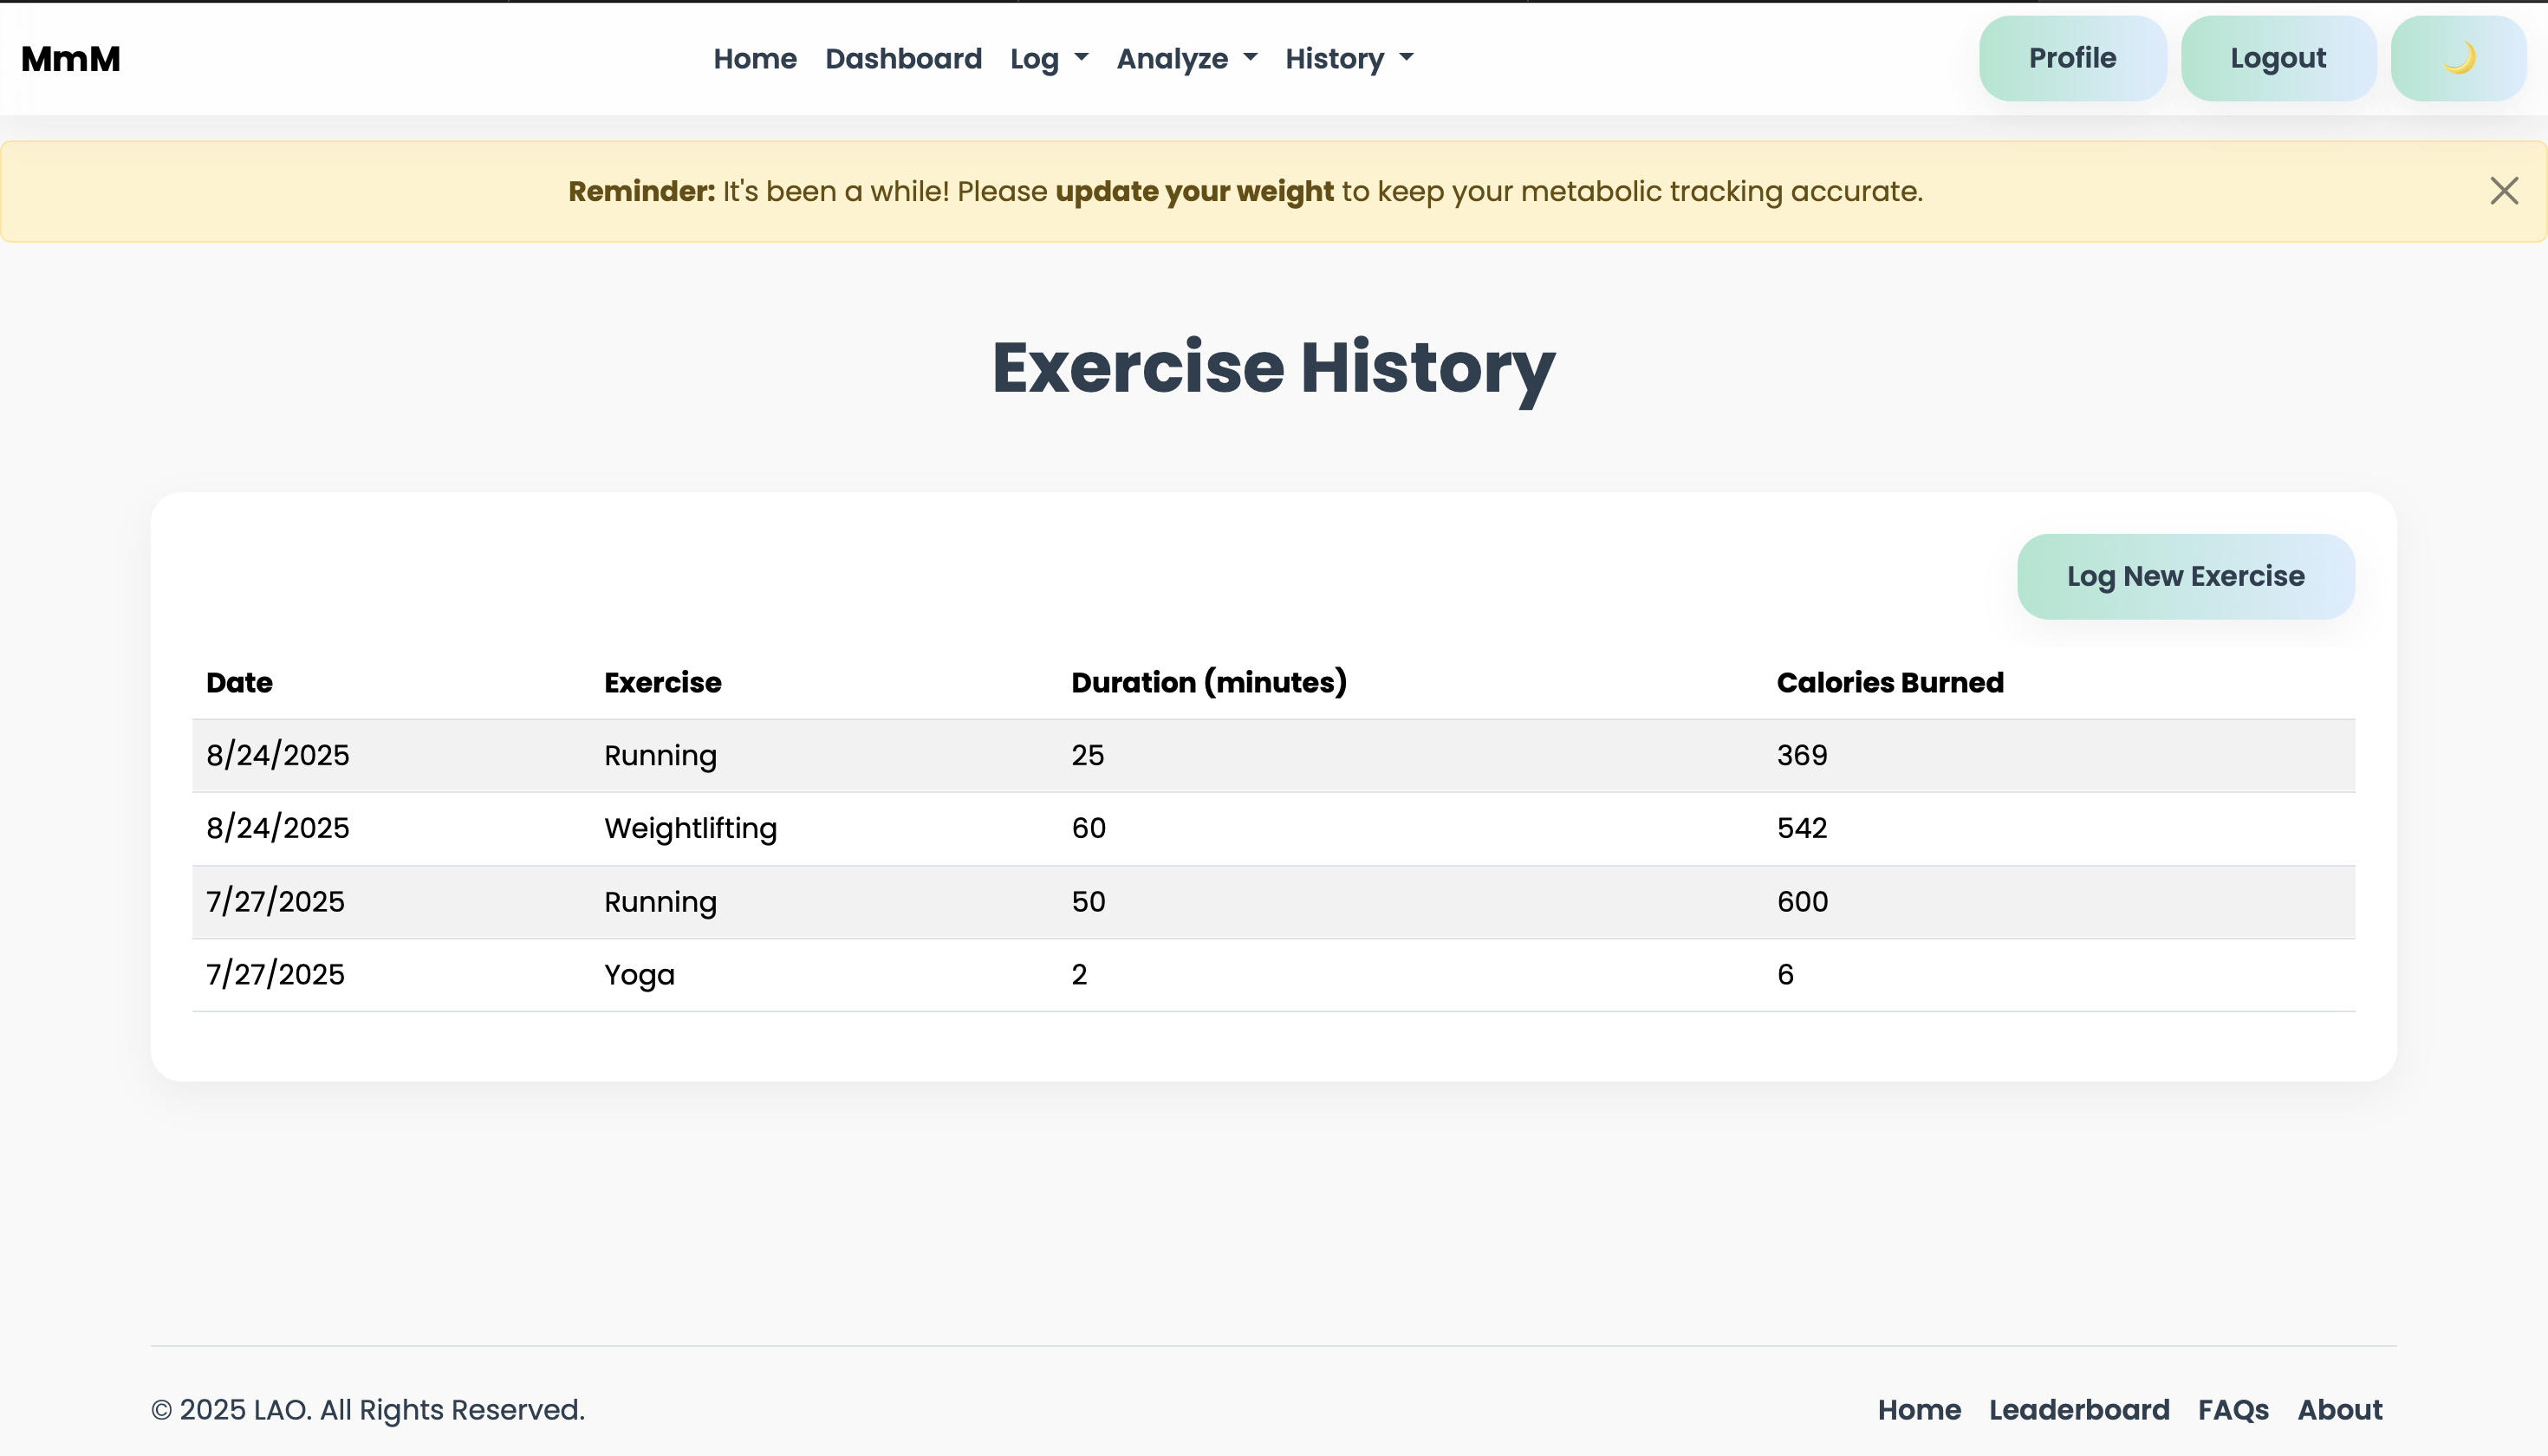 MmM
Home Dashboard Log Analyze History
Profile Logout
Reminder: It's been a while! Please update your weight to keep your metabolic tracking accurate.
Exercise History
Log New Exercise
Date Exercise Duration (minutes) Calories Burned
8/24/2025 Running 25 369
8/24/2025 Weightlifting 60 542
7/27/2025 Running 50 600
7/27/2025 Yoga 2 6
© 2025 LAO. All Rights Reserved.
Home Leaderboard FAQs About